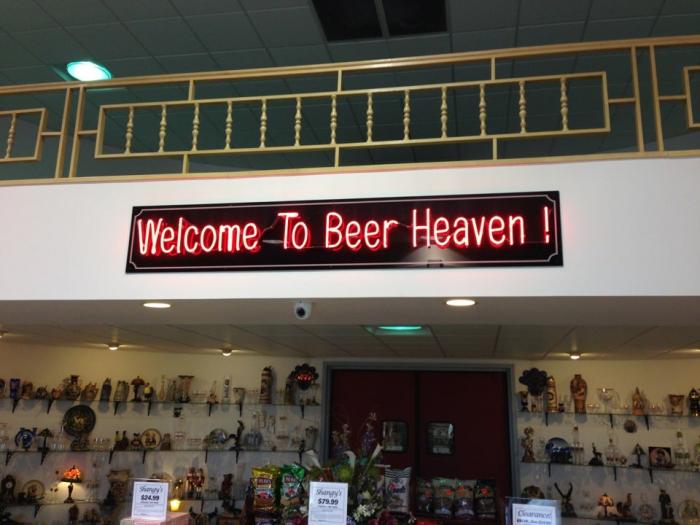 Welcome To Beer Heaven !
Shangy's
$24.99
Shangy's
$79.99
Clearance!